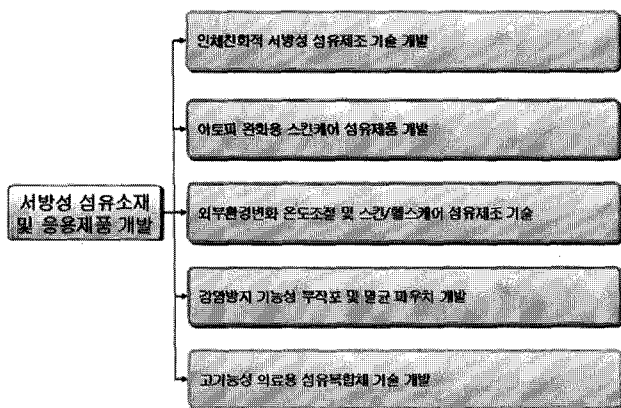 서방성 섬유소재
및 응용제품 개발
인체친화적 서방성 섬유제조 기술 개발
아토피 완화용 스킨케어 섬유제품 개발
외부환경변화 온도조절 및 스킨/헬스케어 섬유제조 기술
감염방지 기능성 부직포 및 멸균 파우치 개발
고기능성 의료용 섬유복합체 기술 개발